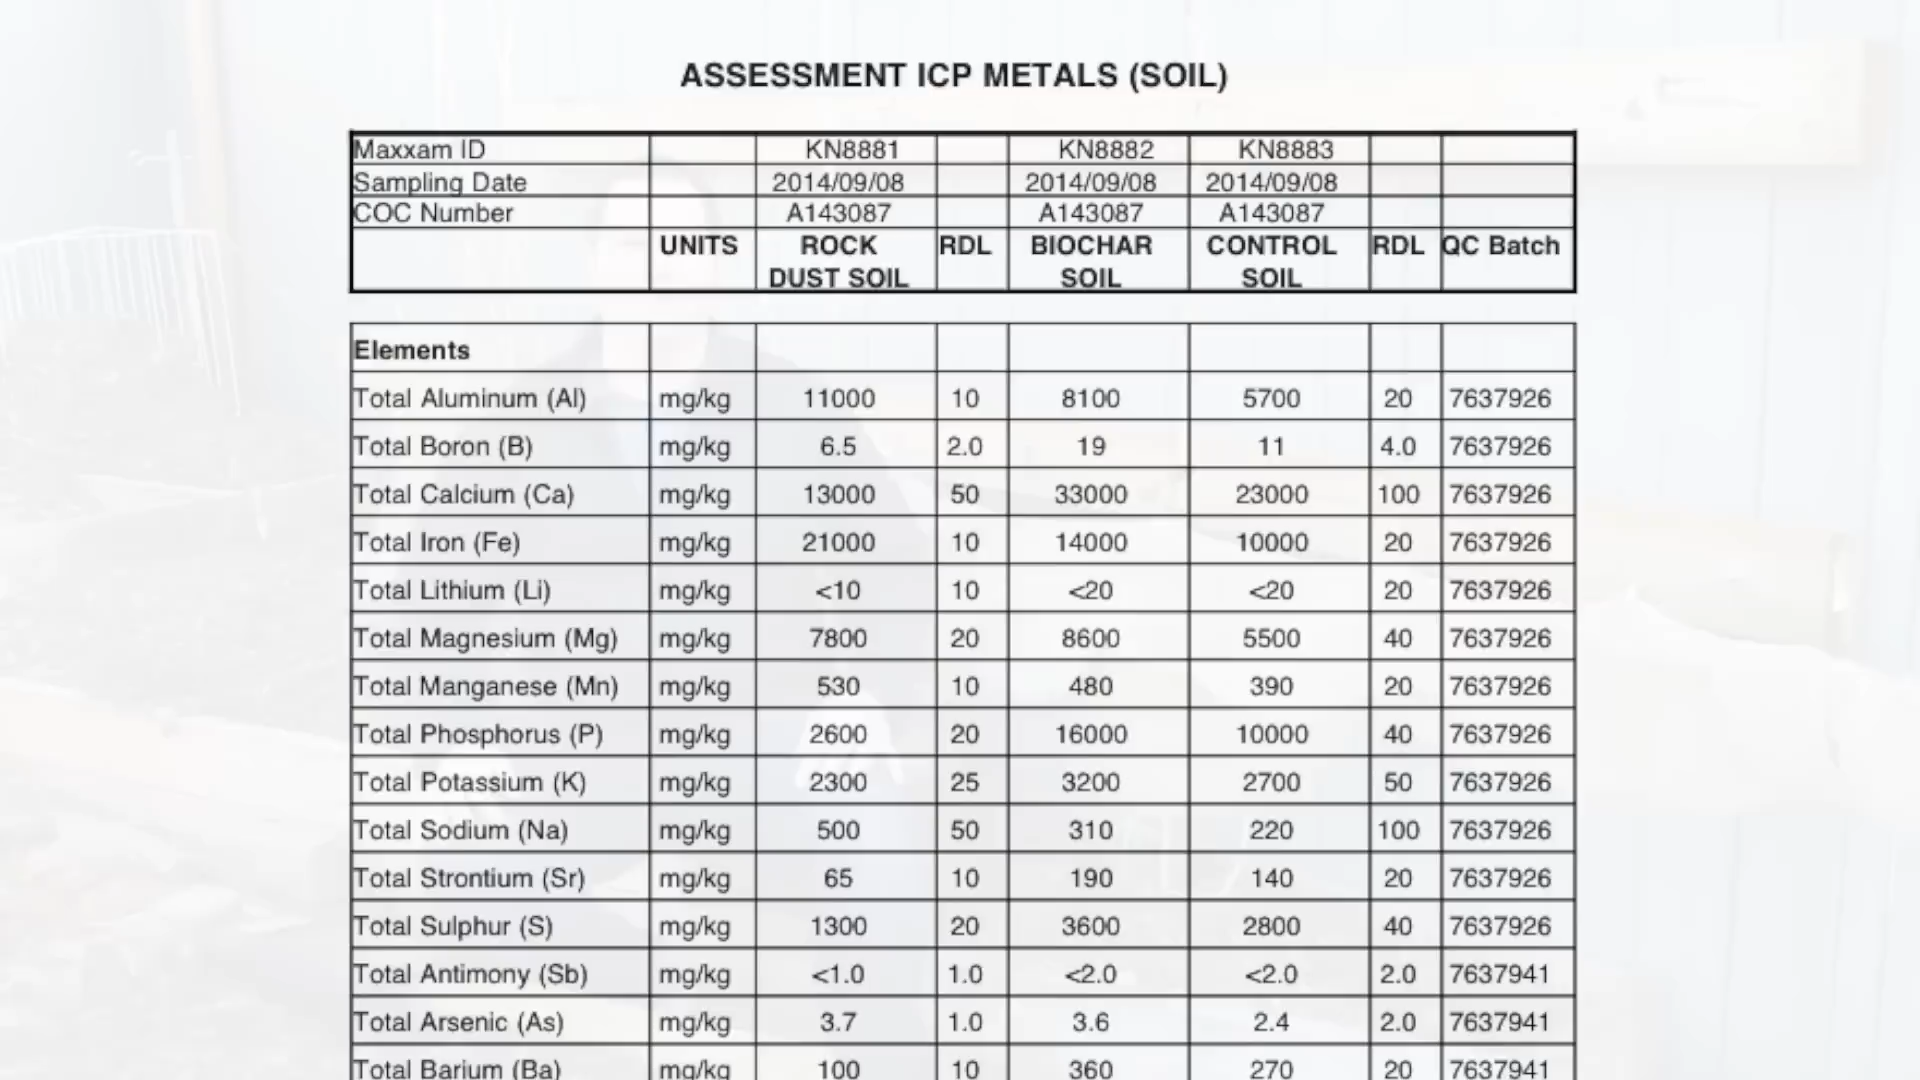 ASSESSMENT ICP METALS (SOIL)
Maxxam ID KN8881 KN8882 KN8883
Sampling Date 2014/09/08 2014/09/08 2014/09/08
COC Number A143087 A143087 A143087
UNITS ROCK RDL BIOCHAR CONTROL RDL QC Batch
DUST SOIL SOIL SOIL
Elements
Total Aluminum (Al) mg/kg 11000 10 8100 5700 20 7637926
Total Boron (B) mg/kg 6.5 2.0 19 11 4.0 7637926
Total Calcium (Ca) mg/kg 13000 50 33000 23000 100 7637926
Total Iron (Fe) mg/kg 21000 10 14000 10000 20 7637926
Total Lithium (Li) mg/kg <10 10 <20 <20 20 7637926
Total Magnesium (Mg) mg/kg 7800 20 8600 5500 40 7637926
Total Manganese (Mn) mg/kg 530 10 480 390 20 7637926
Total Phosphorus (P) mg/kg 2600 20 16000 10000 40 7637926
Total Potassium (K) mg/kg 2300 25 3200 2700 50 7637926
Total Sodium (Na) mg/kg 500 50 310 220 100 7637926
Total Strontium (Sr) mg/kg 65 10 190 140 20 7637926
Total Sulphur (S) mg/kg 1300 20 3600 2800 40 7637926
Total Antimony (Sb) mg/kg <1.0 1.0 <2.0 <2.0 2.0 7637941
Total Arsenic (As) mg/kg 3.7 1.0 3.6 2.4 2.0 7637941
Total Barium (Ba) mg/kg 100 10 360 270 20 7637941